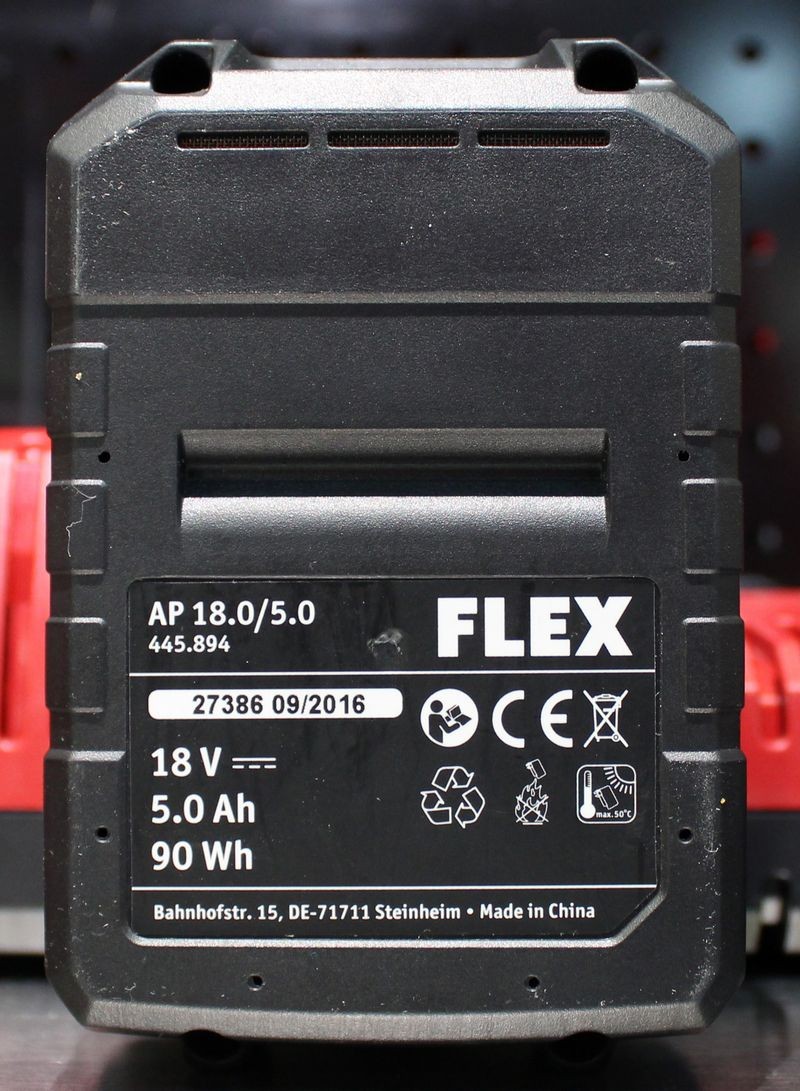 AP 18.0/5.0
445.894
FLEX
27386 09/2016
CE
18 V
5.0 Ah
90 Wh
max. 50°C
Bahnhofstr. 15, DE-71711 Steinheim • Made in China